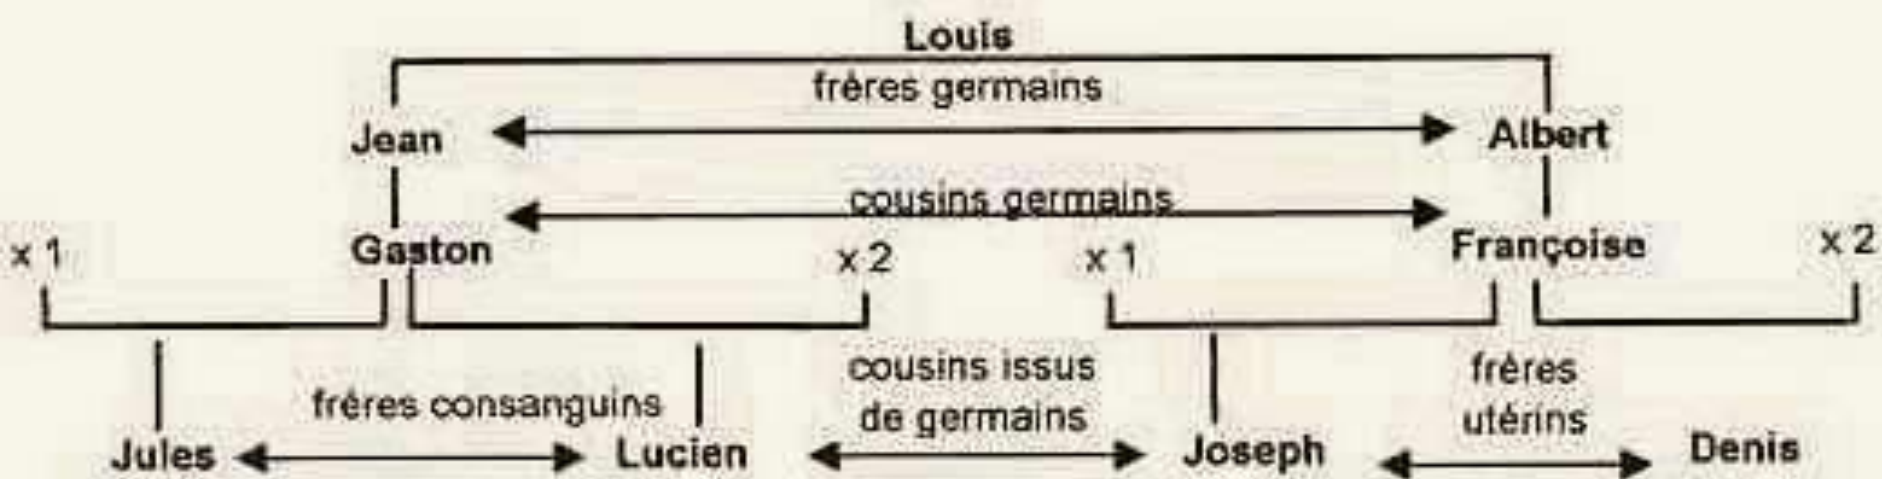 Louis
frères germains
Jean Albert
cousins germains
x 1 Gaston x 2 x 1 Françoise x 2
cousins issus frères
frères consanguins de germains utérins
Jules Lucien Joseph Denis